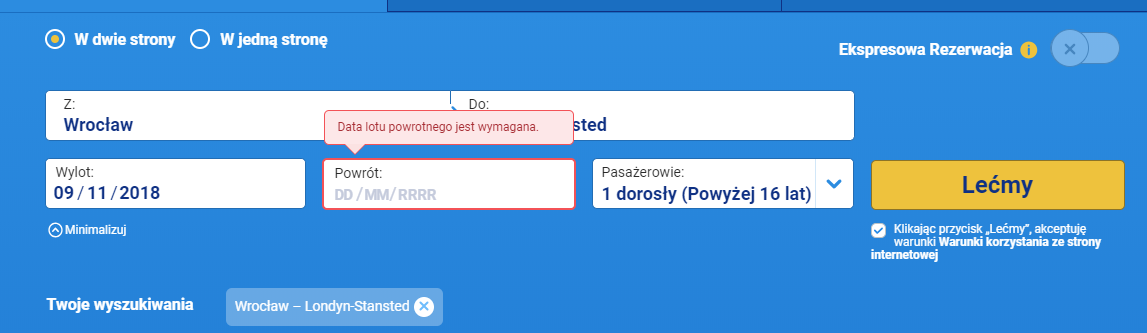 W dwie strony W jedną stronę
Ekspresowa Rezerwacja i
Z: Do:
Wrocław sted
Data lotu powrotnego jest wymagana.
Wylot: Powrót: Pasażerowie:
09 / 11 / 2018 DD / MM/ RRRR 1 dorosły (Powyżej 16 lat)
Lećmy
Minimalizuj
Klikając przycisk „Lećmy”, akceptuję
warunki Warunki korzystania ze strony
internetowej
Twoje wyszukiwania Wrocław – Londyn-Stansted